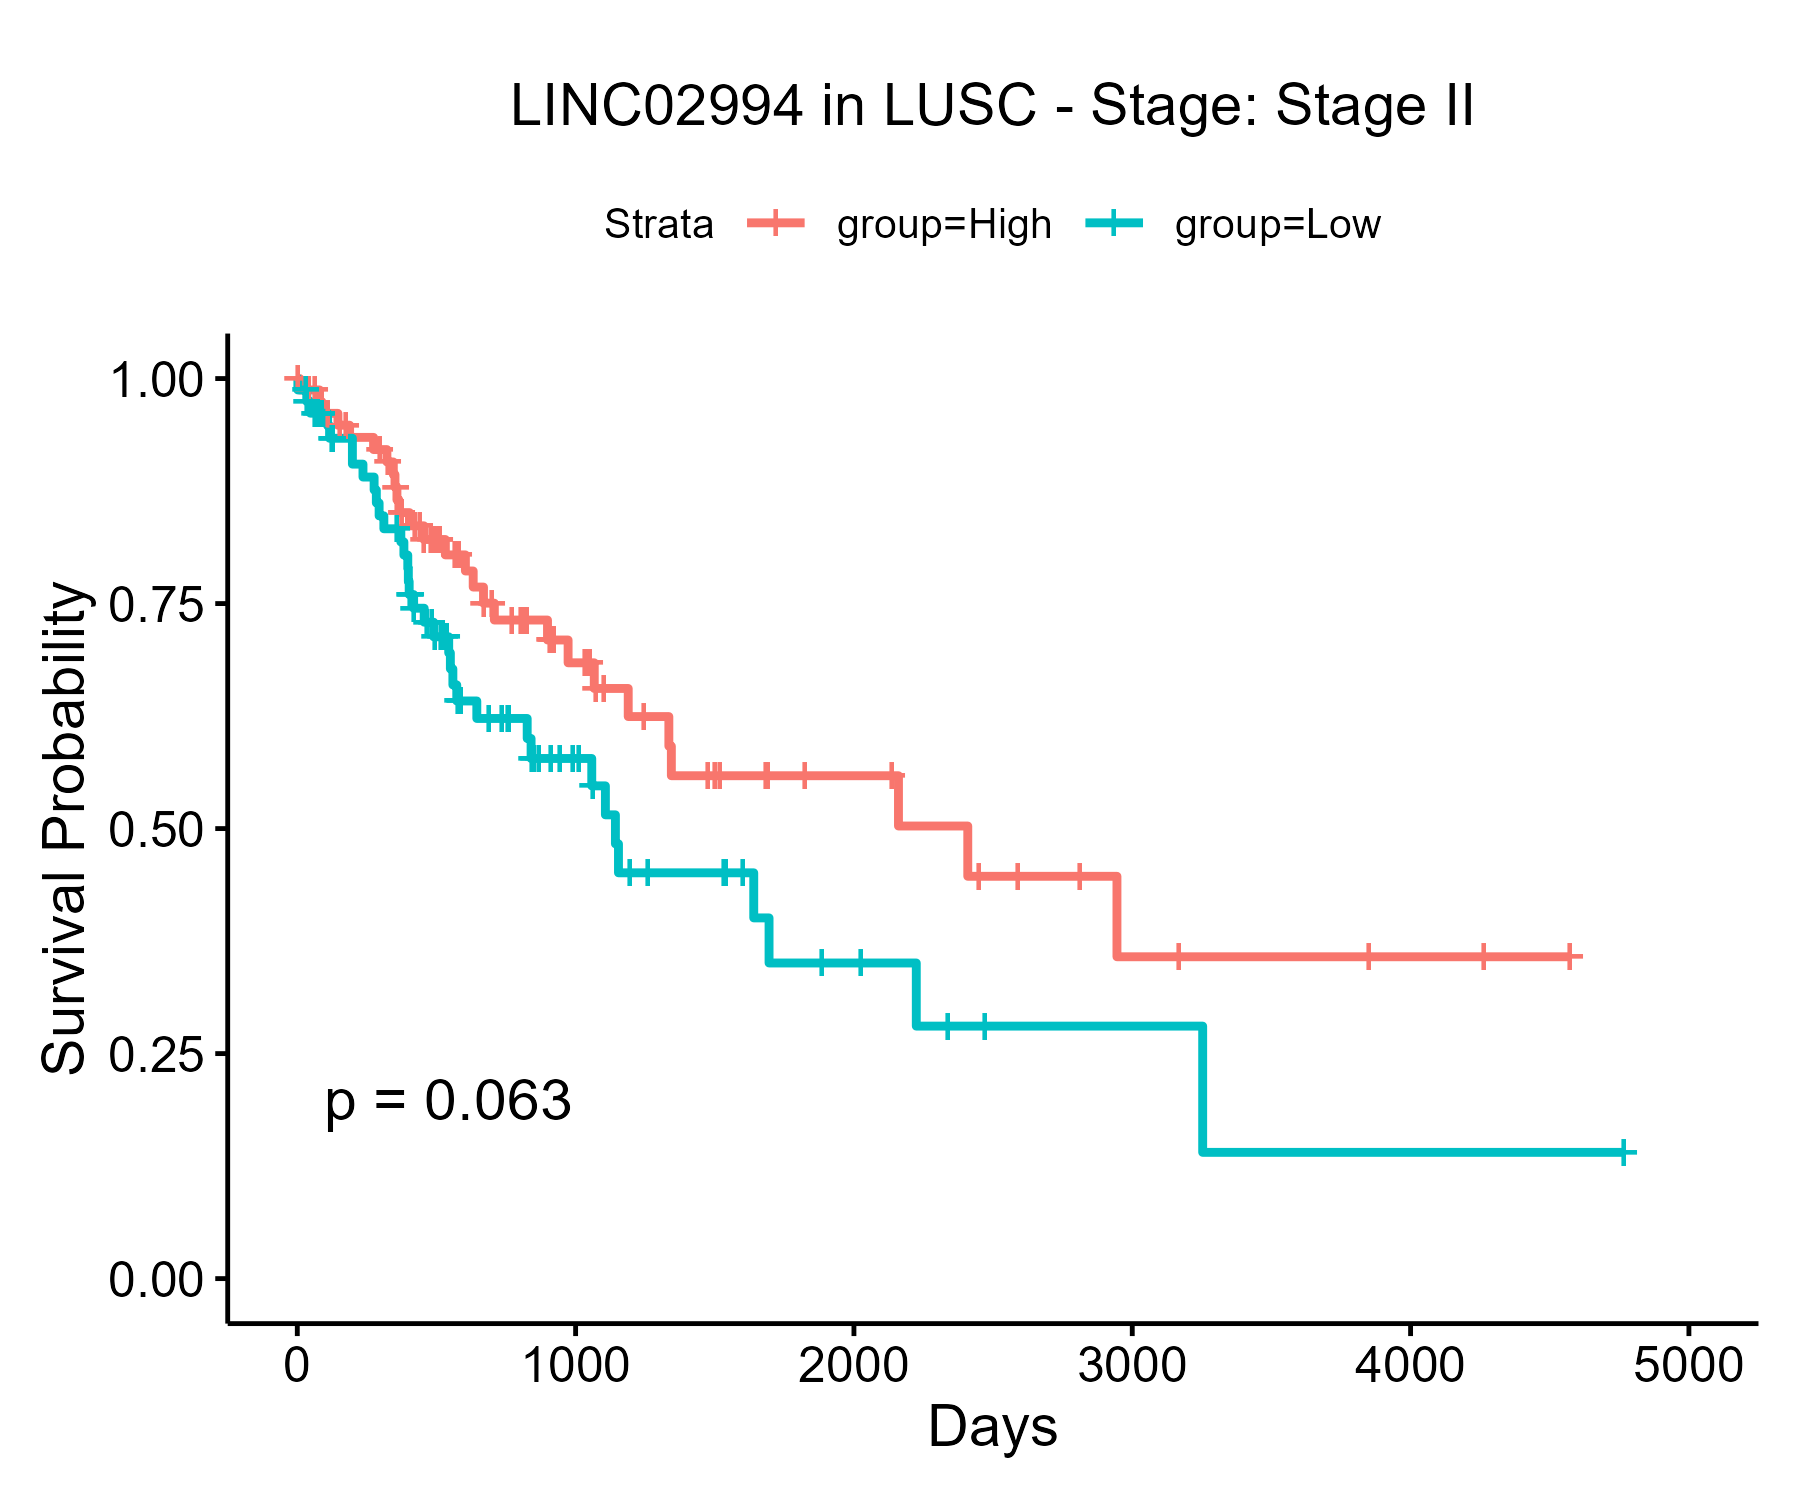 LINC02994 in LUSC - Stage: Stage II
Strata group=High group=Low
Survival Probability
1.00
0.75
0.50
0.25
0.00
p = 0.063
0 1000 2000 3000 4000 5000
Days